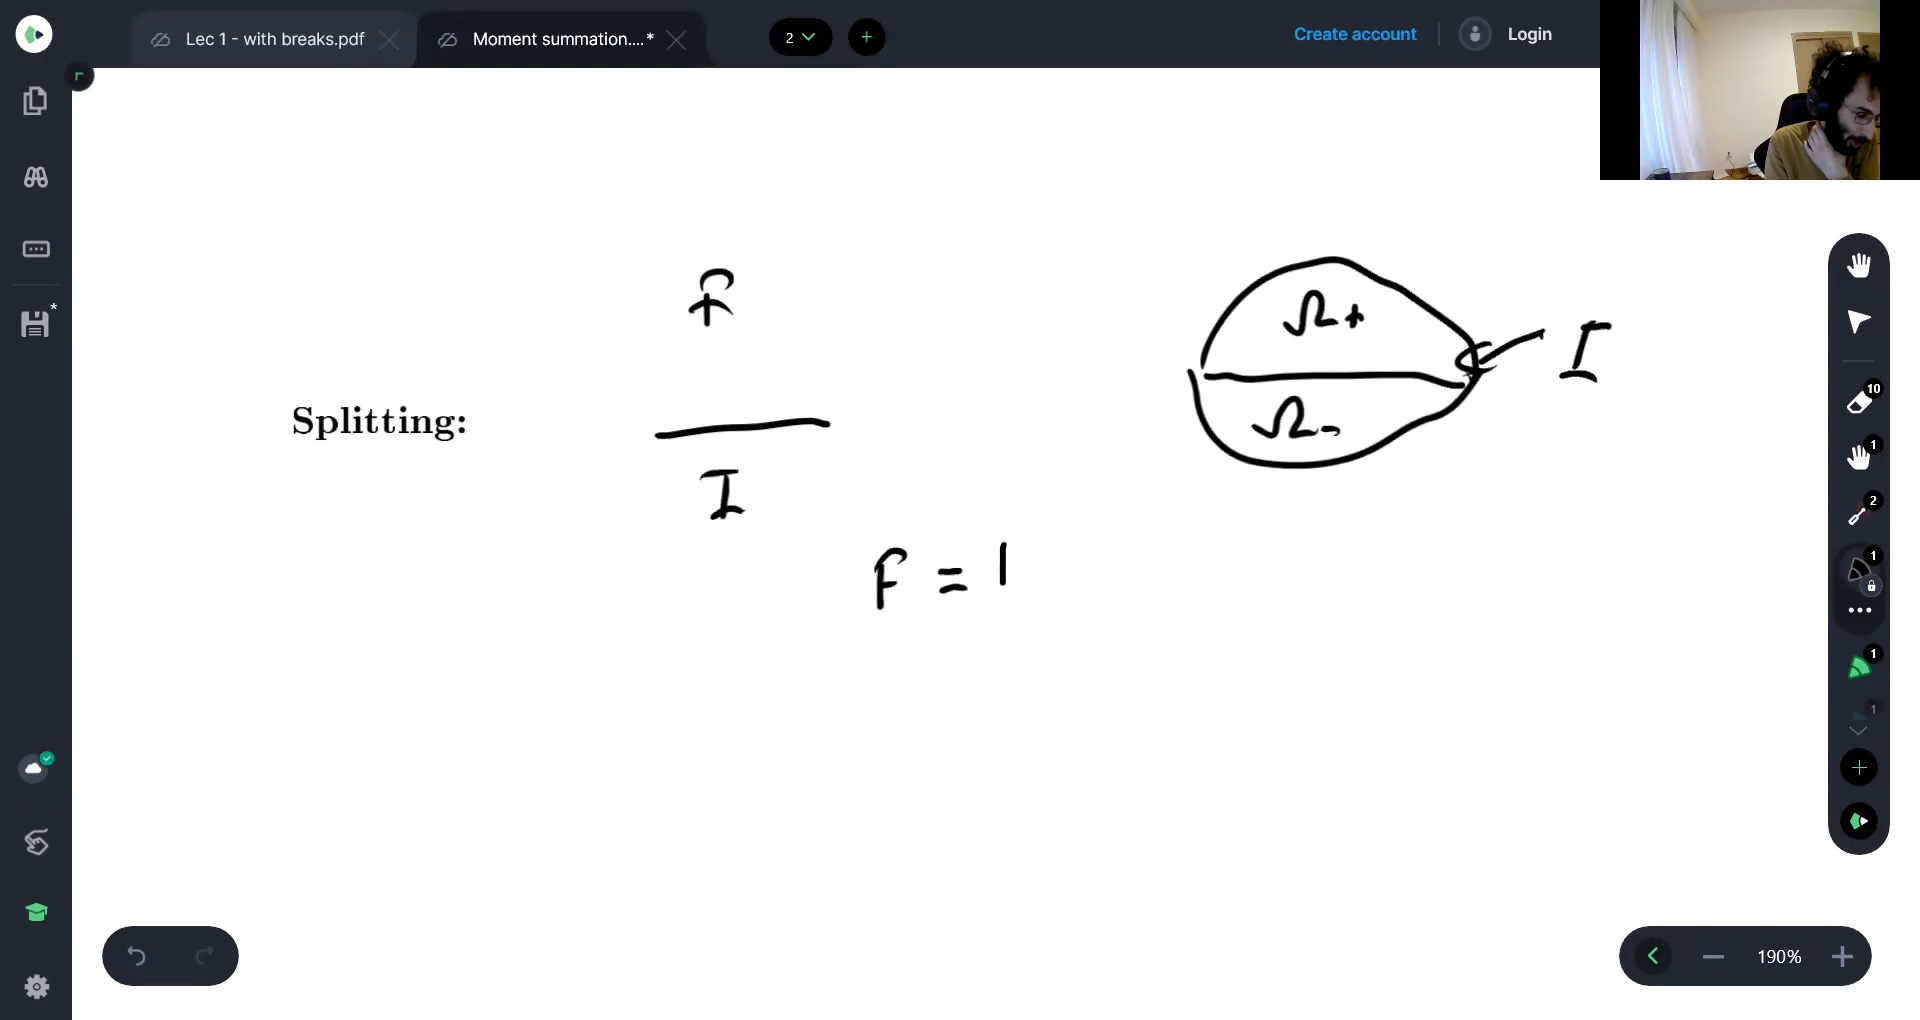 Lec 1 - with breaks.pdf
Moment summation....*
2
Create account
Login
f
Ω+
I
Splitting:
Ω-
I
F = 1
10
1
2
1
1
1
190%